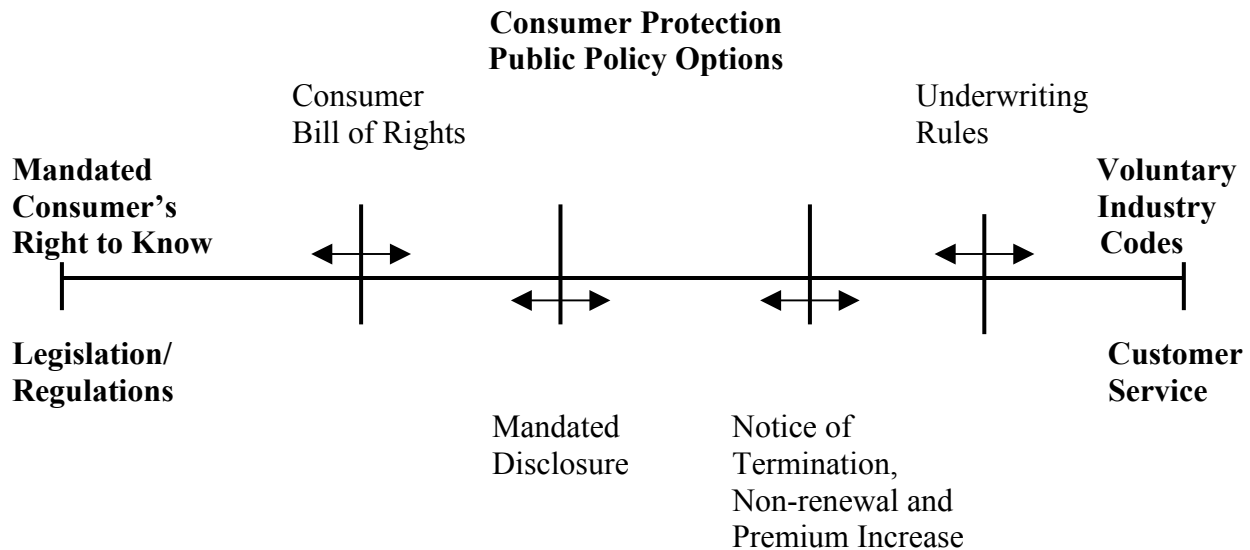 Consumer Protection
Public Policy Options
Consumer
Bill of Rights
Underwriting
Rules
Mandated
Consumer’s
Right to Know
Voluntary
Industry
Codes
Legislation/
Regulations
Customer
Service
Mandated
Disclosure
Notice of
Termination,
Non-renewal and
Premium Increase